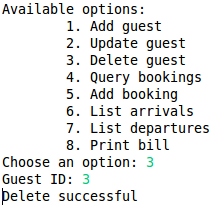 Available options:
1. Add guest
2. Update guest
3. Delete guest
4. Query bookings
5. Add booking
6. List arrivals
7. List departures
8. Print bill
Choose an option: 3
Guest ID: 3
Delete successful